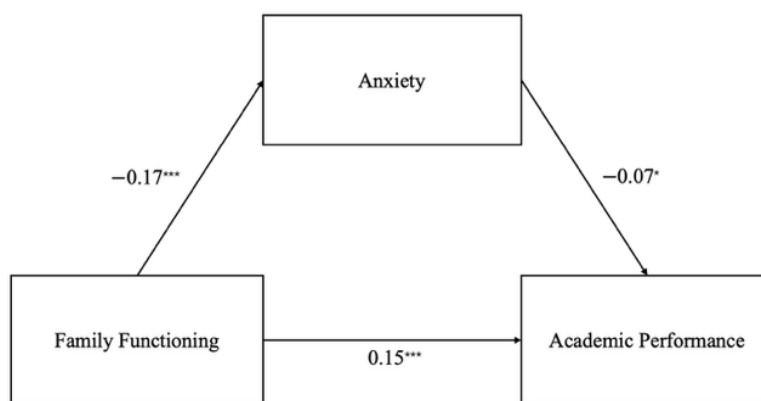 Anxiety
−0.17***
−0.07*
Family Functioning
0.15***
Academic Performance